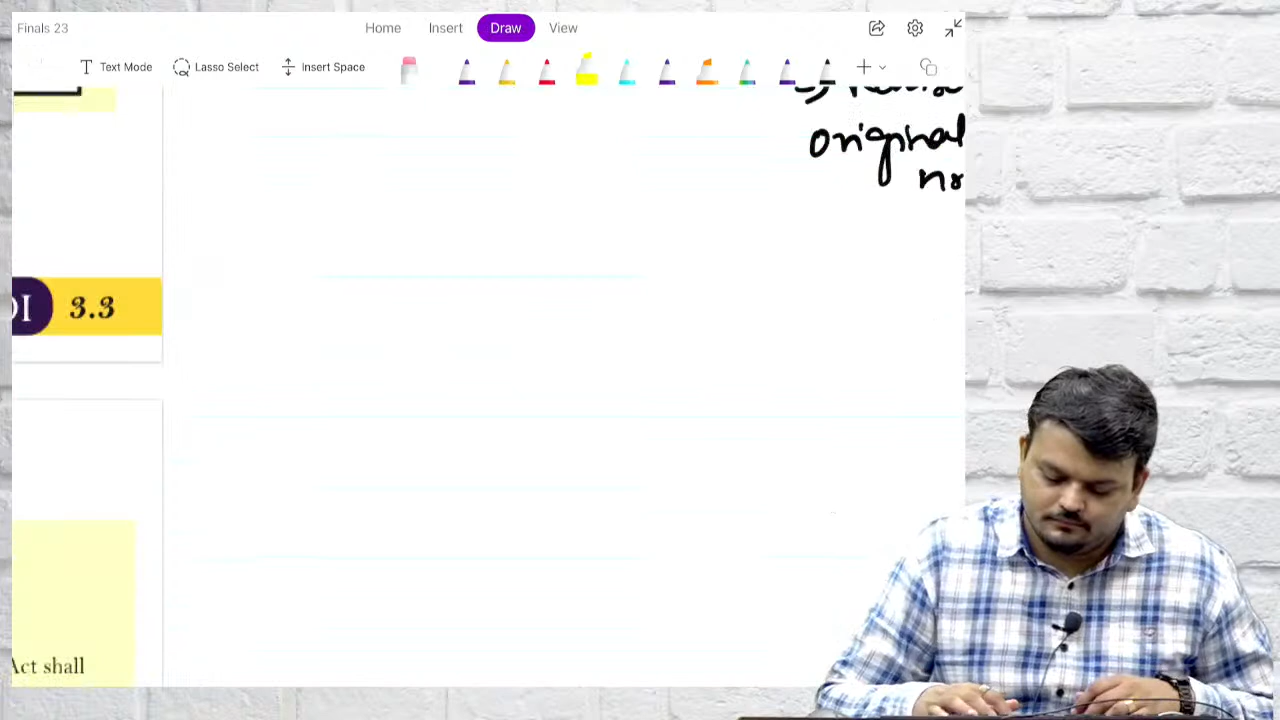 Finals 23
Home Insert Draw View
Text Mode Lasso Select Insert Space
original
3.3
Act shall